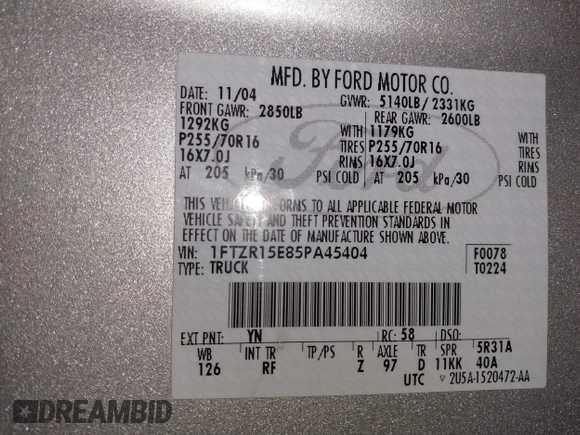 MFD. BY FORD MOTOR CO.
DATE: 11/04 GVWR: 5140LB/ 2331KG
FRONT GAWR: 2850LB REAR GAWR: 2600LB
1292KG WITH 1179KG WITH
P255/70R16 TIRES P255/70R16 TIRES
16X7.0J RIMS 16X7.0J RIMS
AT 205 kPa/30 PSI COLD AT 205 kPa/30 PSI COLD
THIS VEHICLE CONFORMS TO ALL APPLICABLE FEDERAL MOTOR
VEHICLE SAFETY AND THEFT PREVENTION STANDARDS IN
EFFECT ON THE DATE OF MANUFACTURE SHOWN ABOVE.
VIN: 1FTZR15E85PA45404 F0078
TYPE: TRUCK T0224
EXT PNT: YN RC: 58 DSO:
WB INT TR TP/PS R AXLE TR SPR 5R31A
126 RF Z 97 D 11KK 40A
UTC 2U5A-1520472-AA
Ford
DREAMBID